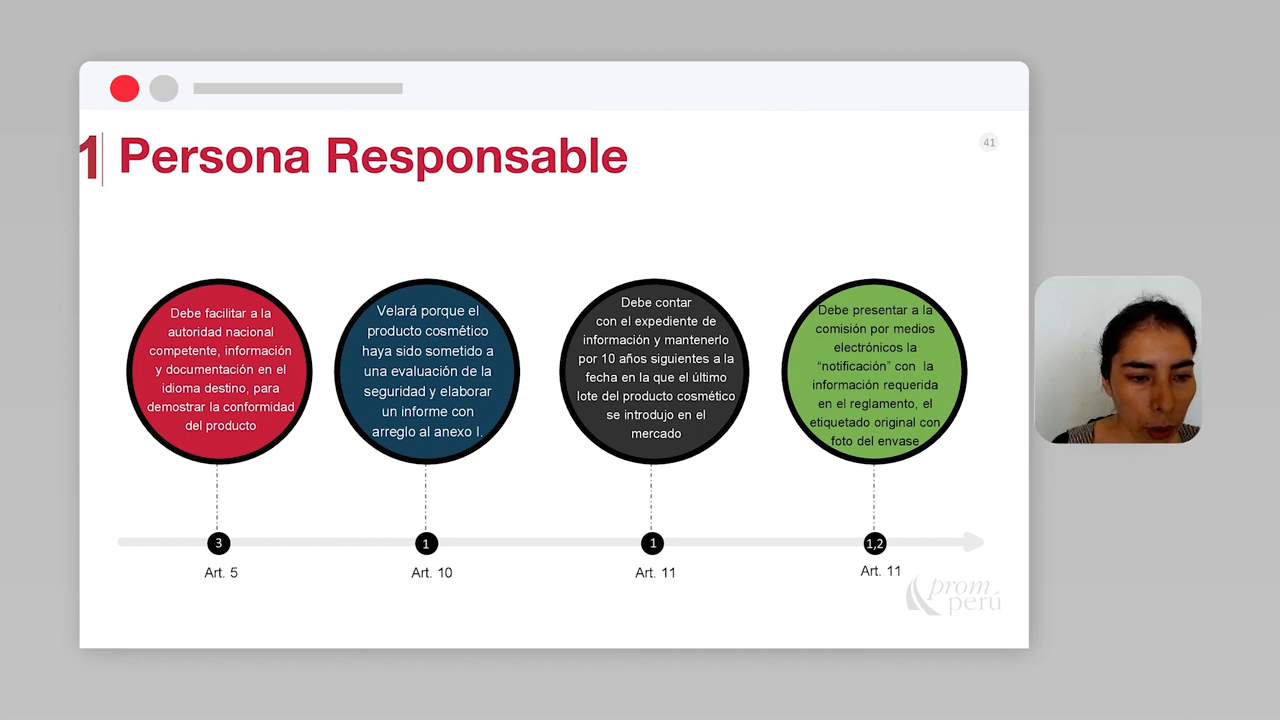 1 Persona Responsable
41
Debe facilitar a la
autoridad nacional
competente, información
y documentación en el
idioma destino, para
demostrar la conformidad
del producto
Velará porque el
producto cosmético
haya sido sometido a
una evaluación de la
seguridad y elaborar
un informe con
arreglo al anexo I.
Debe contar
con el expediente de
información y mantenerlo
por 10 años siguientes a la
fecha en la que el último
lote del producto cosmético
se introdujo en el
mercado
Debe presentar a la
comisión por medios
electrónicos la
“notificación” con la
información requerida
en el reglamento, el
etiquetado original con
foto del envase
3
1
1
1,2
Art. 5
Art. 10
Art. 11
Art. 11
prom
perú